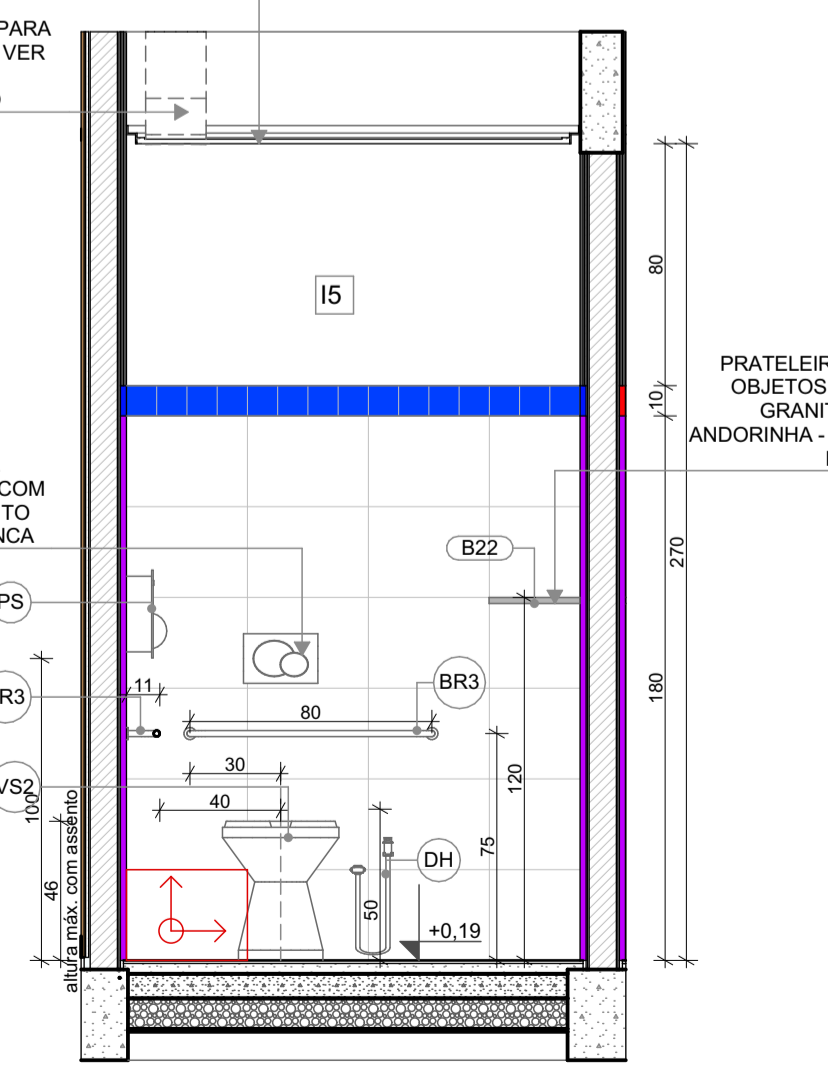 PARA
VER
I5
80
10
PRATELEIR
OBJETOS
GRANIT
ANDORINHA -
270
180
COM
TO
NCA
B22
PS
11
R3
80
BR3
30
40
VS2
100
120
75
DH
50
46
altura máx. com assento
+0,19